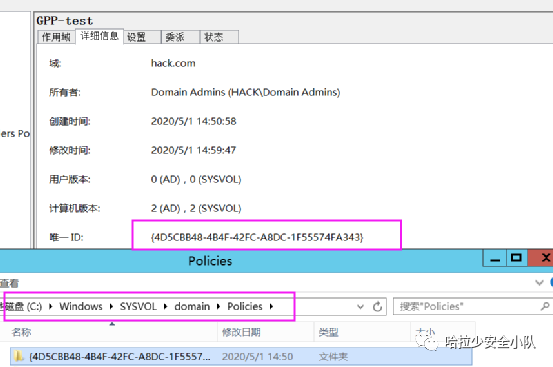 GPP-test
作用域 详细信息 设置 委派 状态
域: hack.com
所有者: Domain Admins (HACK\Domain Admins)
创建时间: 2020/5/1 14:50:58
ers Po
修改时间: 2020/5/1 14:59:47
用户版本: 0 (AD) , 0 (SYSVOL)
计算机版本: 2 (AD) , 2 (SYSVOL)
唯一 ID: {4D5CBB48-4B4F-42FC-A8DC-1F55574FA343}
Policies
查看
磁盘 (C:) Windows SYSVOL domain Policies 搜索"Policies"
名称 修改日期 类型 大小
{4D5CBB48-4B4F-42FC-A8DC-1F5557... 2020/5/1 14:50 文件夹
哈拉少安全小队